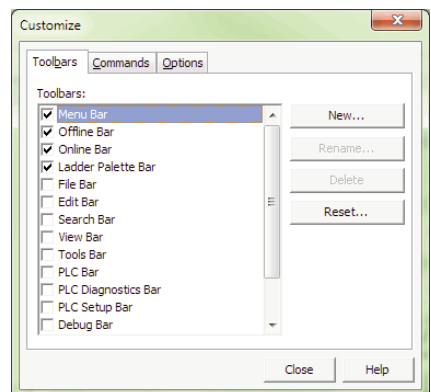 Customize
Toolbars Commands Options
Toolbars:
Menu Bar
Offline Bar
Online Bar
Ladder Palette Bar
File Bar
Edit Bar
Search Bar
View Bar
Tools Bar
PLC Bar
PLC Diagnostics Bar
PLC Setup Bar
Debug Bar
New...
Rename...
Delete
Reset...
Close Help